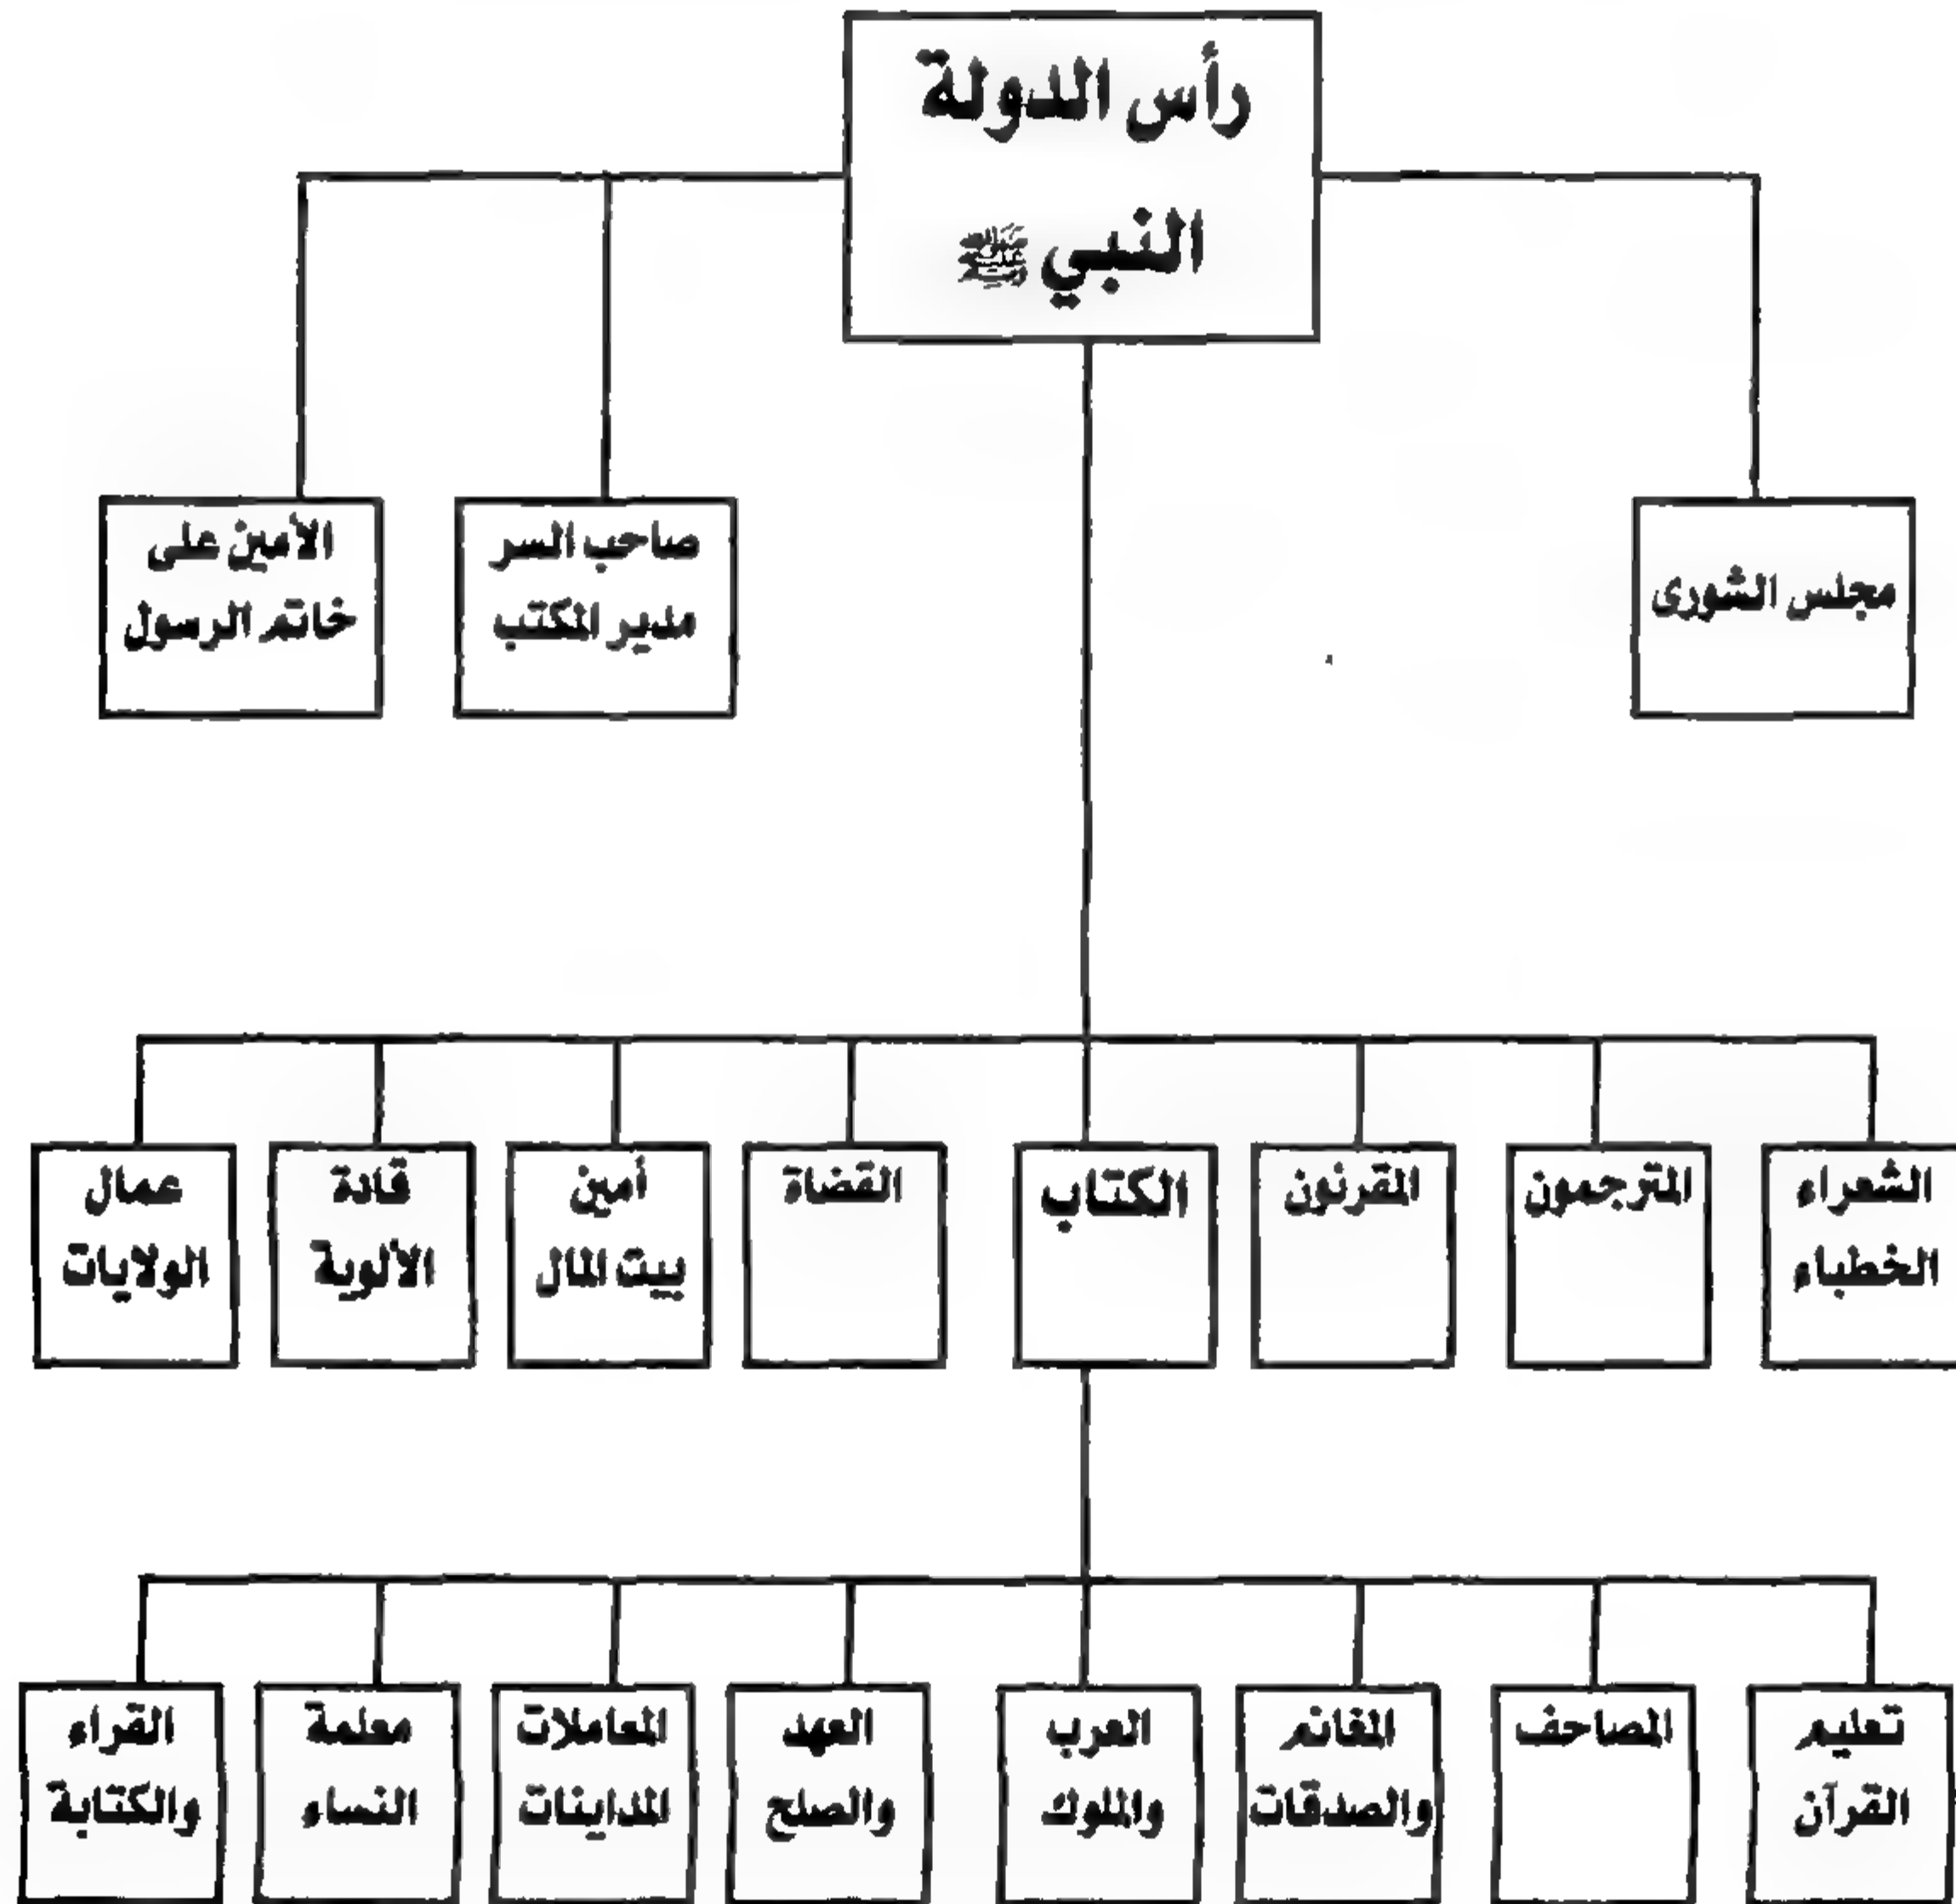 رأس الدولة
النبي ﷺ
مجلس الشورى
صاحب السر
مدير المكتب
الأمين على
خاتم الرسول
الشعراء
الخطباء
المترجمون
المقرئون
الكتاب
القضاة
أمين
بيت المال
قادة
الألوية
عمال
الولايات
تعليم
القرآن
المصاحف
المغانم
والصدقات
العرب
والملوك
العهد
والصلح
المعاملات
المداينات
معلمة
النساء
القراء
والكتابة